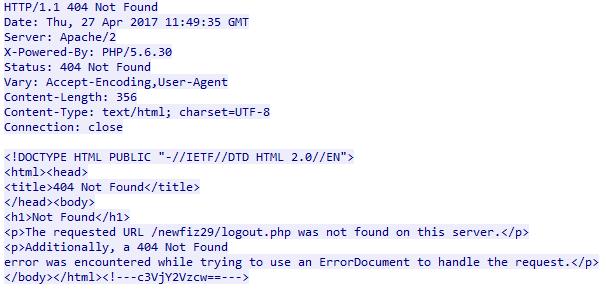 HTTP/1.1 404 Not Found
Date: Thu, 27 Apr 2017 11:49:35 GMT
Server: Apache/2
X-Powered-By: PHP/5.6.30
Status: 404 Not Found
Vary: Accept-Encoding,User-Agent
Content-Length: 356
Content-Type: text/html; charset=UTF-8
Connection: close

<!DOCTYPE HTML PUBLIC "-//IETF//DTD HTML 2.0//EN">
<html><head>
<title>404 Not Found</title>
</head><body>
<h1>Not Found</h1>
<p>The requested URL /newfiz29/logout.php was not found on this server.</p>
<p>Additionally, a 404 Not Found
error was encountered while trying to use an ErrorDocument to handle the request.</p>
</body></html><!---c3VjY2Vzcw==--->